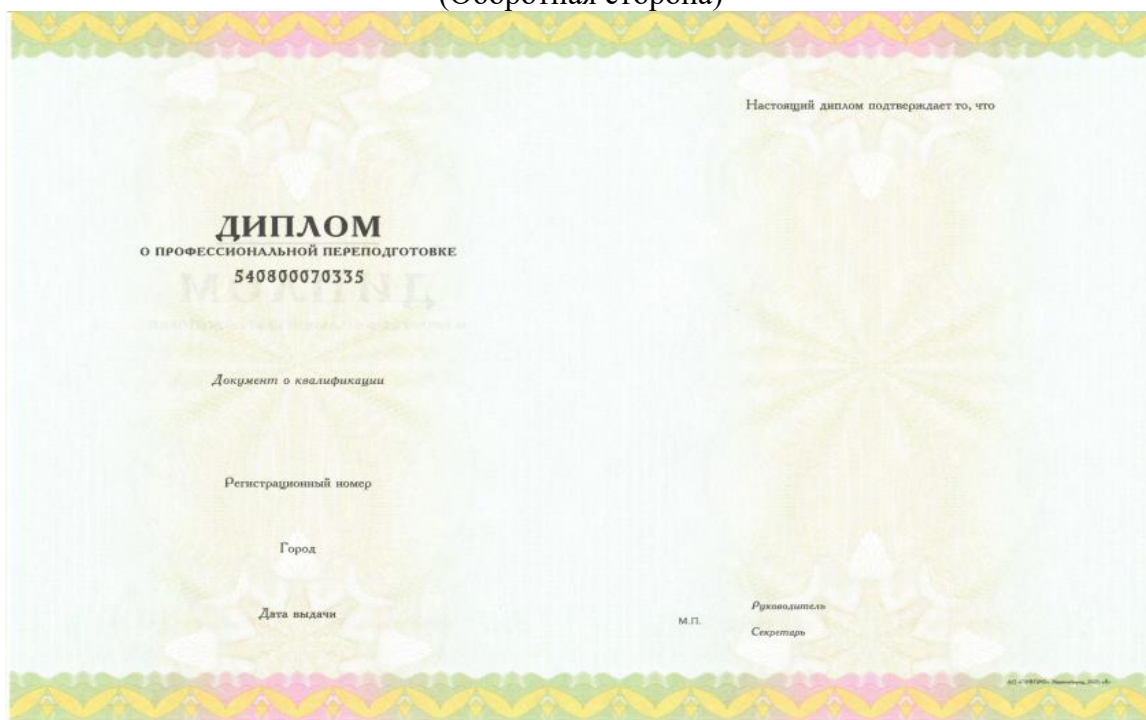 (Оборотная сторона)
ДИПЛОМ
О ПРОФЕССИОНАЛЬНОЙ ПЕРЕПОДГОТОВКЕ
540800070335
Документ о квалификации
Регистрационный номер
Город
Дата выдачи
Настоящий диплом подтверждает то, что
М.П.
Руководитель
Секретарь